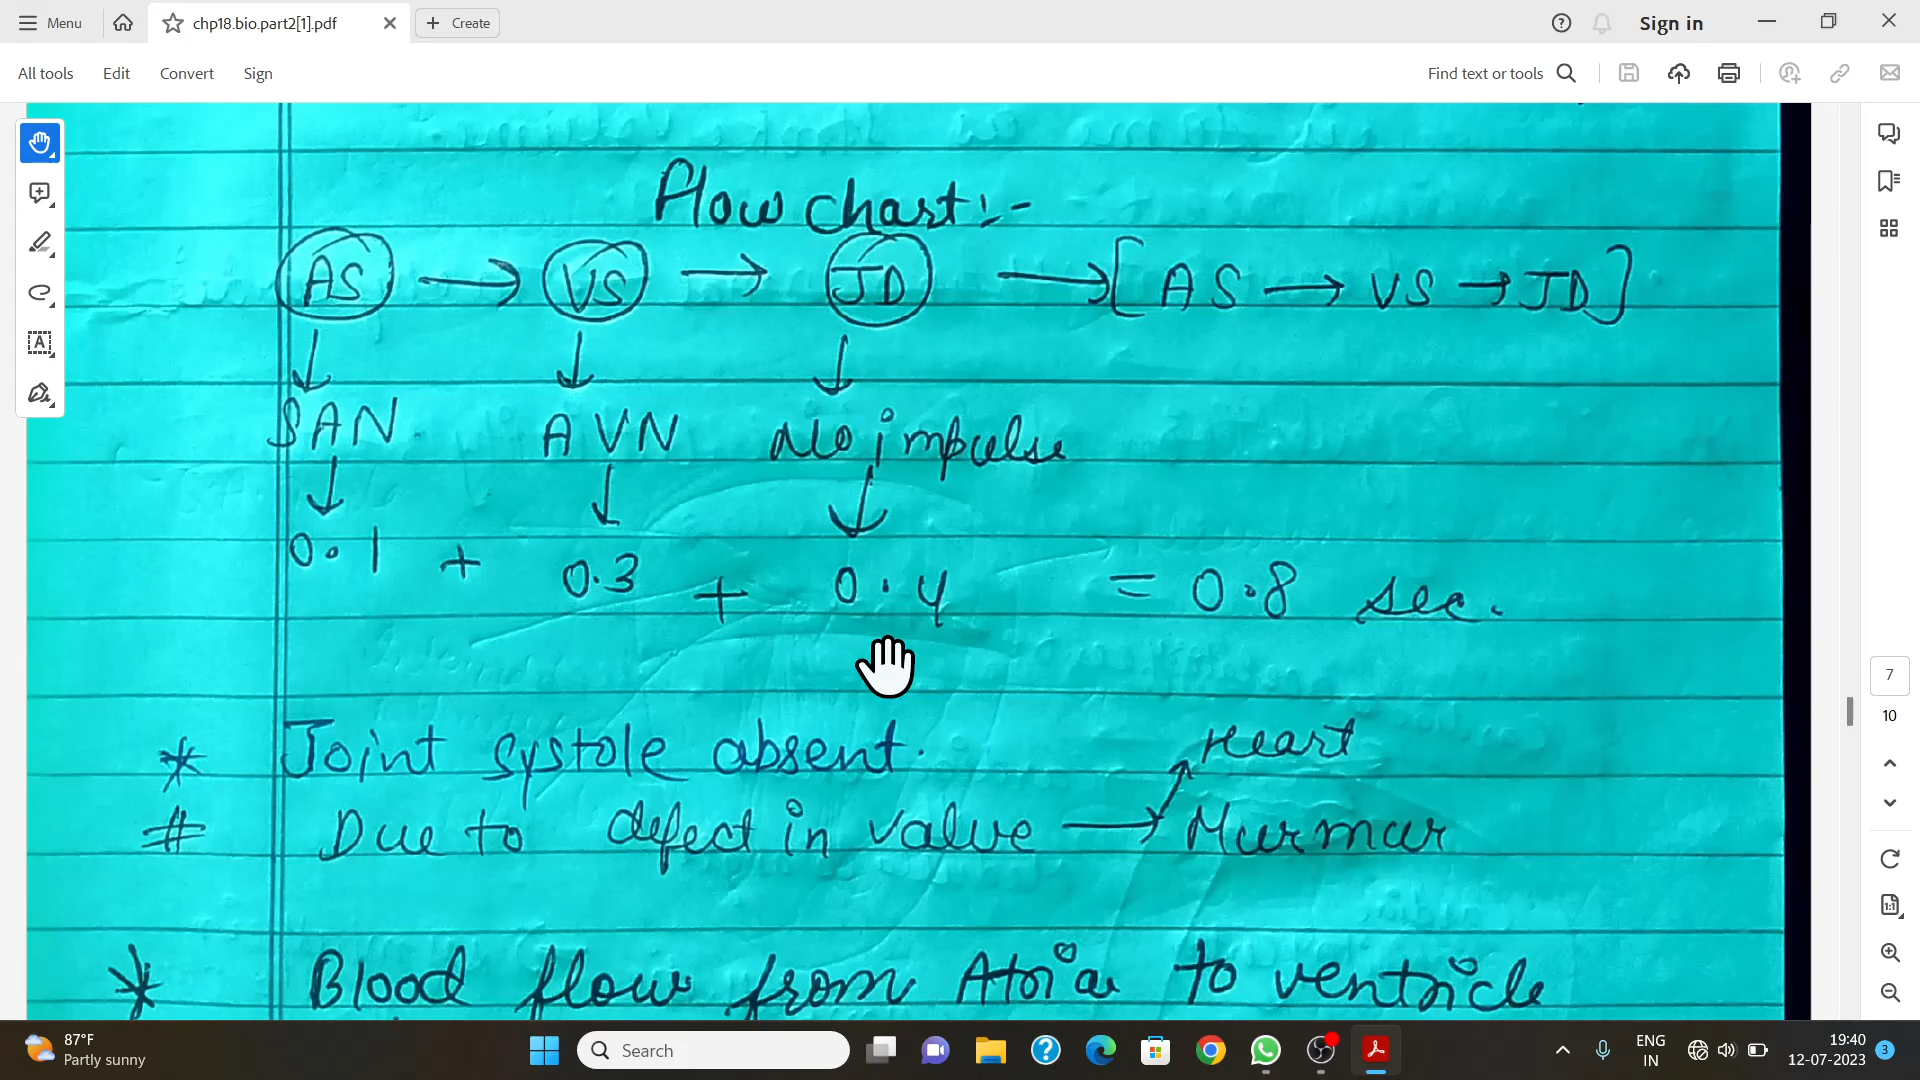 Menu
chp18.bio.part2[1].pdf
Create
Sign in
All tools
Edit
Convert
Sign
Find text or tools
Flow chart:-
AS → VS → JD → [AS → VS → JD]
SAN AVN No impulse
0.1 + 0.3 + 0.4 = 0.8 sec.
* Joint systole absent.
Heart
# Due to defect in valve → Murmur
* Blood flow from Atria to ventricle
7
10
87°F
Partly sunny
Search
ENG
IN
19:40
12-07-2023
3